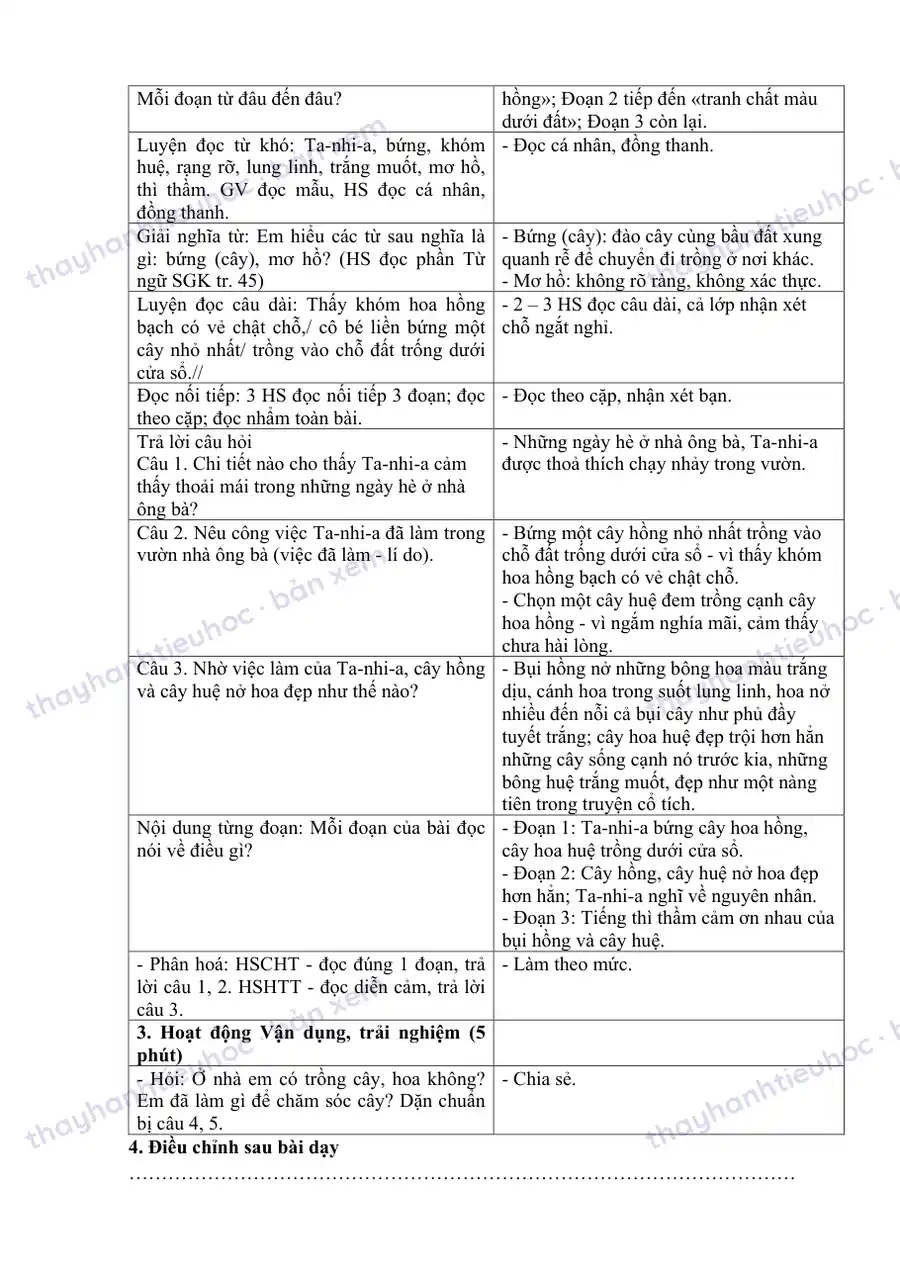 Mỗi đoạn từ đâu đến đâu?
hồng»; Đoạn 2 tiếp đến «tranh chất màu
dưới đất»; Đoạn 3 còn lại.
Luyện đọc từ khó: Ta-nhi-a, bứng, khóm
huệ, rạng rỡ, lung linh, trắng muốt, mơ hồ,
thì thầm. GV đọc mẫu, HS đọc cá nhân,
đồng thanh.
- Đọc cá nhân, đồng thanh.
Giải nghĩa từ: Em hiểu các từ sau nghĩa là
gì: bứng (cây), mơ hồ? (HS đọc phần Từ
ngữ SGK tr. 45)
- Bứng (cây): đào cây cùng bầu đất xung
quanh rễ để chuyển đi trồng ở nơi khác.
- Mơ hồ: không rõ ràng, không xác thực.
Luyện đọc câu dài: Thấy khóm hoa hồng
bạch có vẻ chật chỗ,/ cô bé liền bứng một
cây nhỏ nhất/ trồng vào chỗ đất trống dưới
cửa sổ.//
- 2 – 3 HS đọc câu dài, cả lớp nhận xét
chỗ ngắt nghỉ.
Đọc nối tiếp: 3 HS đọc nối tiếp 3 đoạn; đọc
theo cặp; đọc nhẩm toàn bài.
- Đọc theo cặp, nhận xét bạn.
Trả lời câu hỏi
Câu 1. Chi tiết nào cho thấy Ta-nhi-a cảm
thấy thoải mái trong những ngày hè ở nhà
ông bà?
- Những ngày hè ở nhà ông bà, Ta-nhi-a
được thoả thích chạy nhảy trong vườn.
Câu 2. Nêu công việc Ta-nhi-a đã làm trong
vườn nhà ông bà (việc đã làm - lí do).
- Bứng một cây hồng nhỏ nhất trồng vào
chỗ đất trống dưới cửa sổ - vì thấy khóm
hoa hồng bạch có vẻ chật chỗ.
- Chọn một cây huệ đem trồng cạnh cây
hoa hồng - vì ngắm nghía mãi, cảm thấy
chưa hài lòng.
Câu 3. Nhờ việc làm của Ta-nhi-a, cây hồng
và cây huệ nở hoa đẹp như thế nào?
- Bụi hồng nở những bông hoa màu trắng
dịu, cánh hoa trong suốt lung linh, hoa nở
nhiều đến nỗi cả bụi cây như phủ đầy
tuyết trắng; cây hoa huệ đẹp trội hơn hẳn
những cây sống cạnh nó trước kia, những
bông huệ trắng muốt, đẹp như một nàng
tiên trong truyện cổ tích.
Nội dung từng đoạn: Mỗi đoạn của bài đọc
nói về điều gì?
- Đoạn 1: Ta-nhi-a bứng cây hoa hồng,
cây hoa huệ trồng dưới cửa sổ.
- Đoạn 2: Cây hồng, cây huệ nở hoa đẹp
hơn hẳn; Ta-nhi-a nghĩ về nguyên nhân.
- Đoạn 3: Tiếng thì thầm cảm ơn nhau của
bụi hồng và cây huệ.
- Phân hoá: HSCHT - đọc đúng 1 đoạn, trả
lời câu 1, 2. HSHTT - đọc diễn cảm, trả lời
câu 3.
- Làm theo mức.
3. Hoạt động Vận dụng, trải nghiệm (5
phút)
- Hỏi: Ở nhà em có trồng cây, hoa không?
Em đã làm gì để chăm sóc cây? Dặn chuẩn
bị câu 4, 5.
- Chia sẻ.
4. Điều chỉnh sau bài dạy
…………………………………………………………………………………………
thayhanhtieuhoc · bản xem
thayhanhtieuhoc · b
thayhanhtieuhoc · bản xem
thayhanhtieuhoc · b
thayhanhtieuhoc · bản xem
thayhanhtieuhoc · b